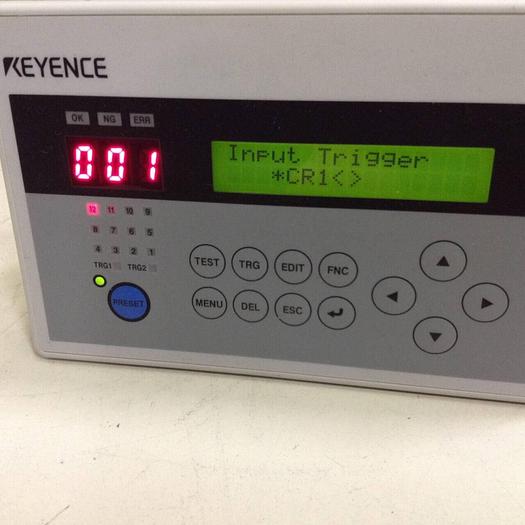 KEYENCE
OK NG ERR
001
Input Trigger
*CR1<>
12 11 10 9
8 7 6 5
4 3 2 1
TRG1 TRG2
PRESET
TEST TRG EDIT FNC
MENU DEL ESC